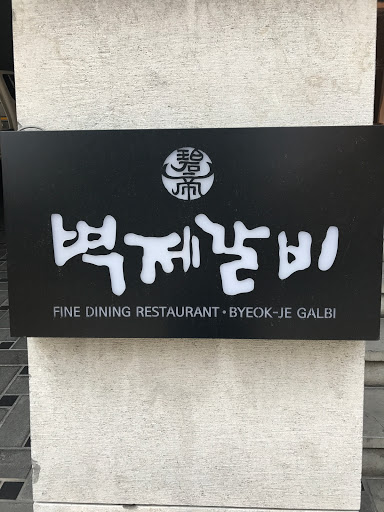 碧帝
벽제갈비
FINE DINING RESTAURANT • BYEOK-JE GALBI